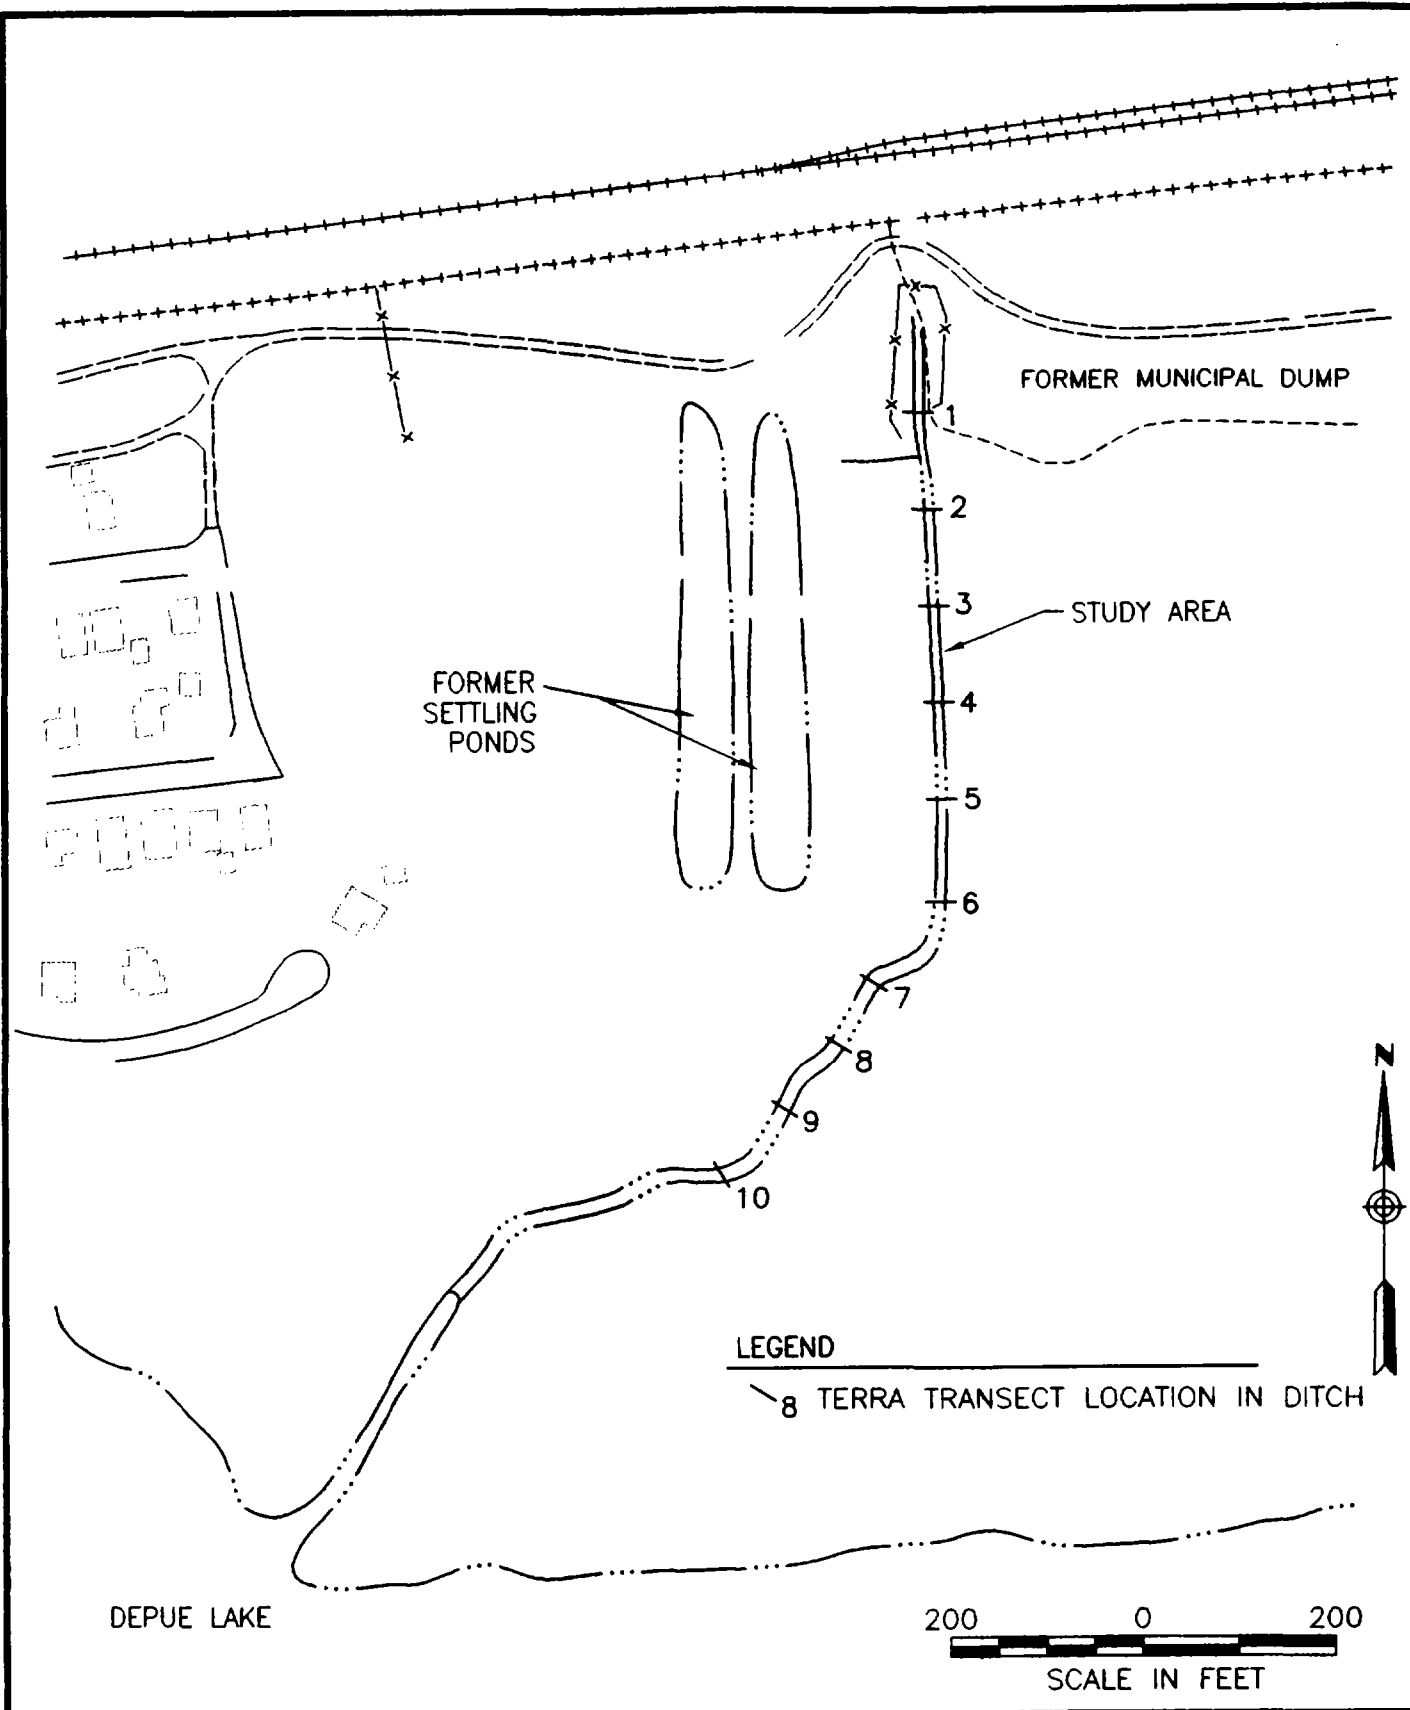 FORMER MUNICIPAL DUMP
1
2
3
STUDY AREA
4
FORMER
SETTLING
PONDS
5
6
7
8
9
10
N
LEGEND
8 TERRA TRANSECT LOCATION IN DITCH
DEPUE LAKE
200 0 200
SCALE IN FEET